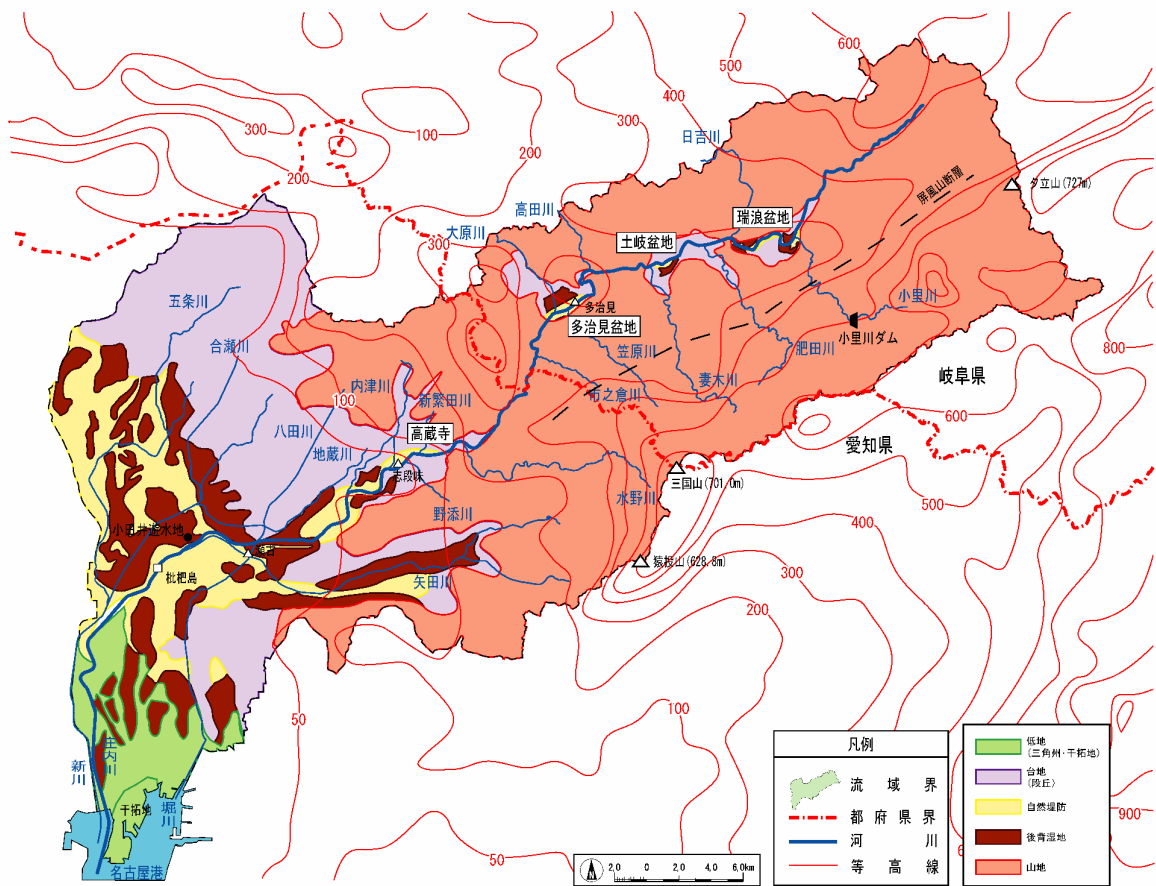 600
500
400
300
200
100
300
200
日吉川
屏風山断層
夕立山(727m)
高田川
瑞浪盆地
土岐盆地
大原川
300
多治見
多治見盆地
小里川
小里川ダム
800
五条川
合瀬川
笠原川
肥田川
妻木川
岐阜県
内津川
新繁田川
市之倉川
600
愛知県
100
八田川
高蔵寺
地蔵川
志段味
三国山(701.0m)
水野川
500
野添川
小田井遊水地
400
猿投山(628.8m)
枇杷島
矢田川
300
200
50
100
新川
庄内川
堀川
干拓地
名古屋港
50
900
凡例
流域界
都府県界
河川
等高線
低地
(三角州・干拓地)
台地
(段丘)
自然堤防
後背湿地
山地
2.0 0 2.0 4.0 6.0km